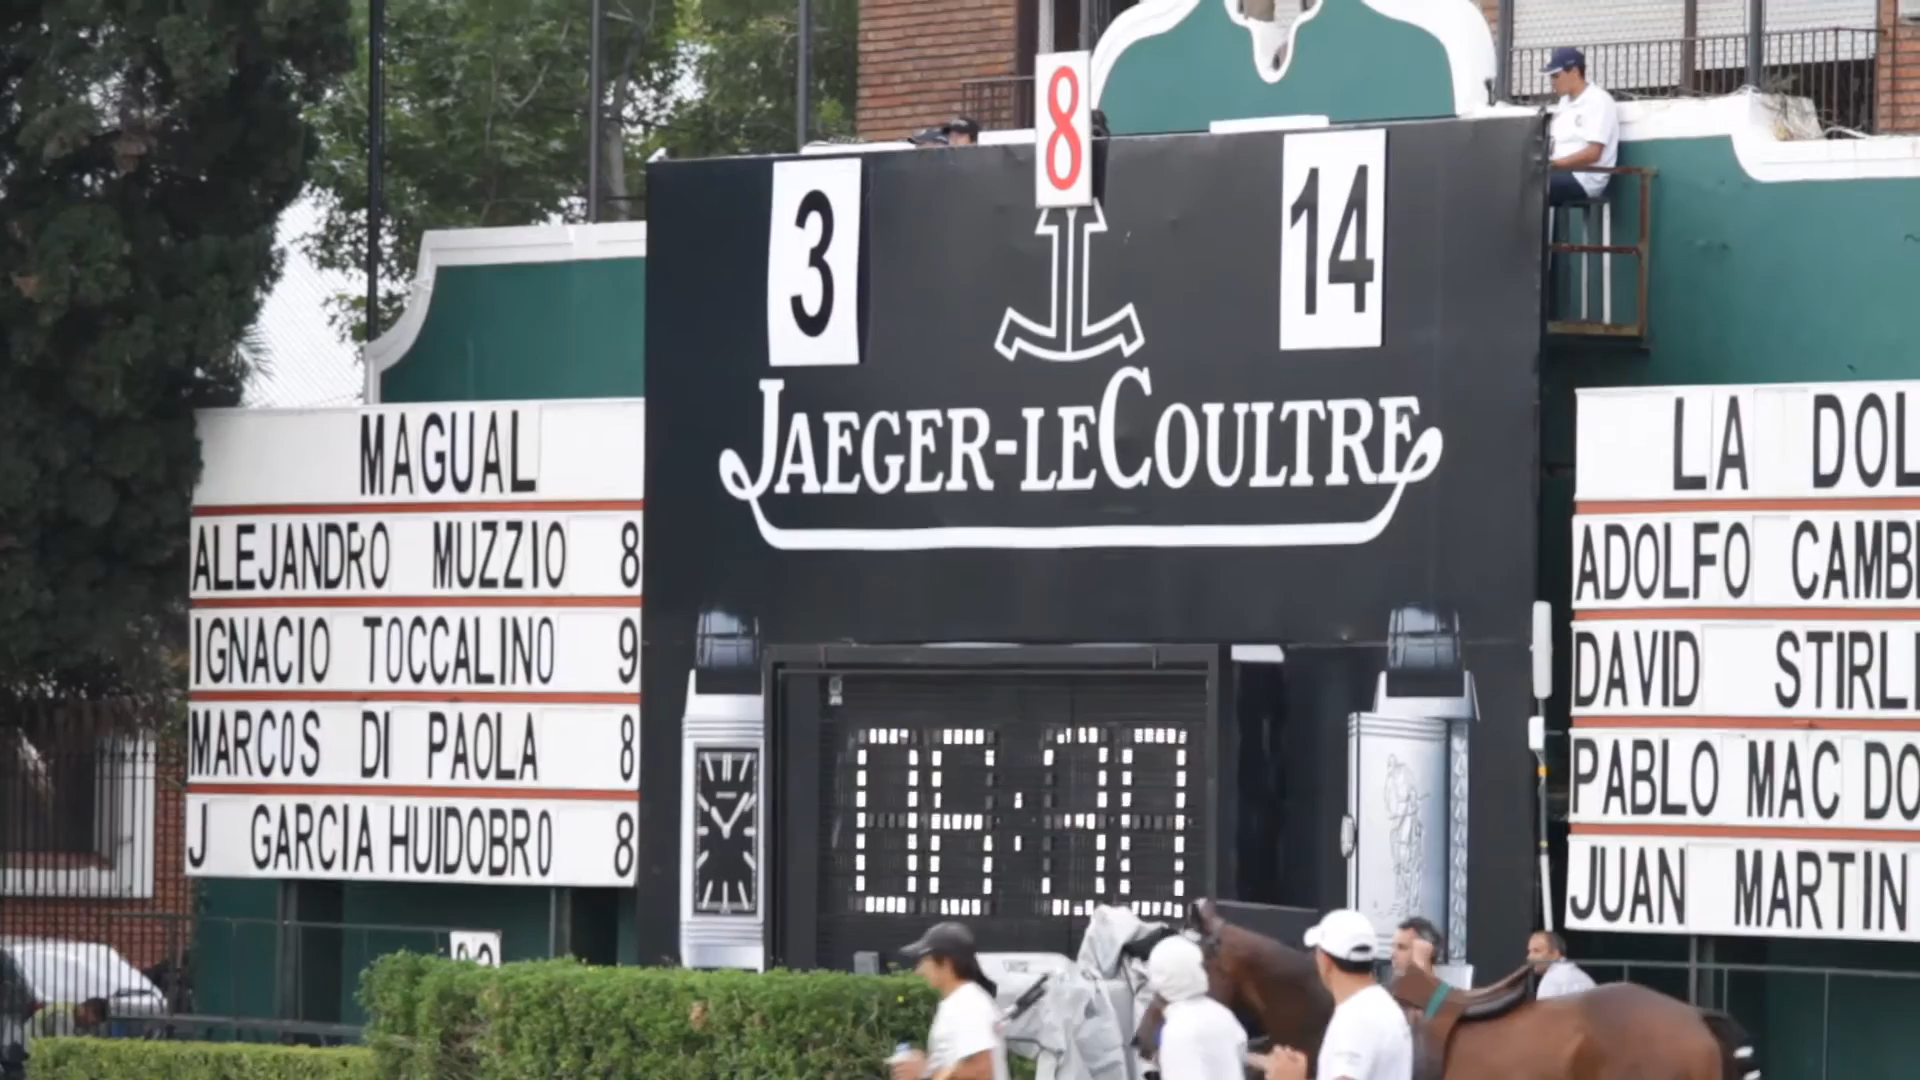 8
3
14
JAEGER-LECOULTRE
MAGUAL
ALEJANDRO MUZZIO 8
IGNACIO TOCCALINO 9
MARCOS DI PAOLA 8
J GARCIA HUIDOBRO 8
LA DOL
ADOLFO CAMB
DAVID STIRLI
PABLO MAC DO
JUAN MARTIN